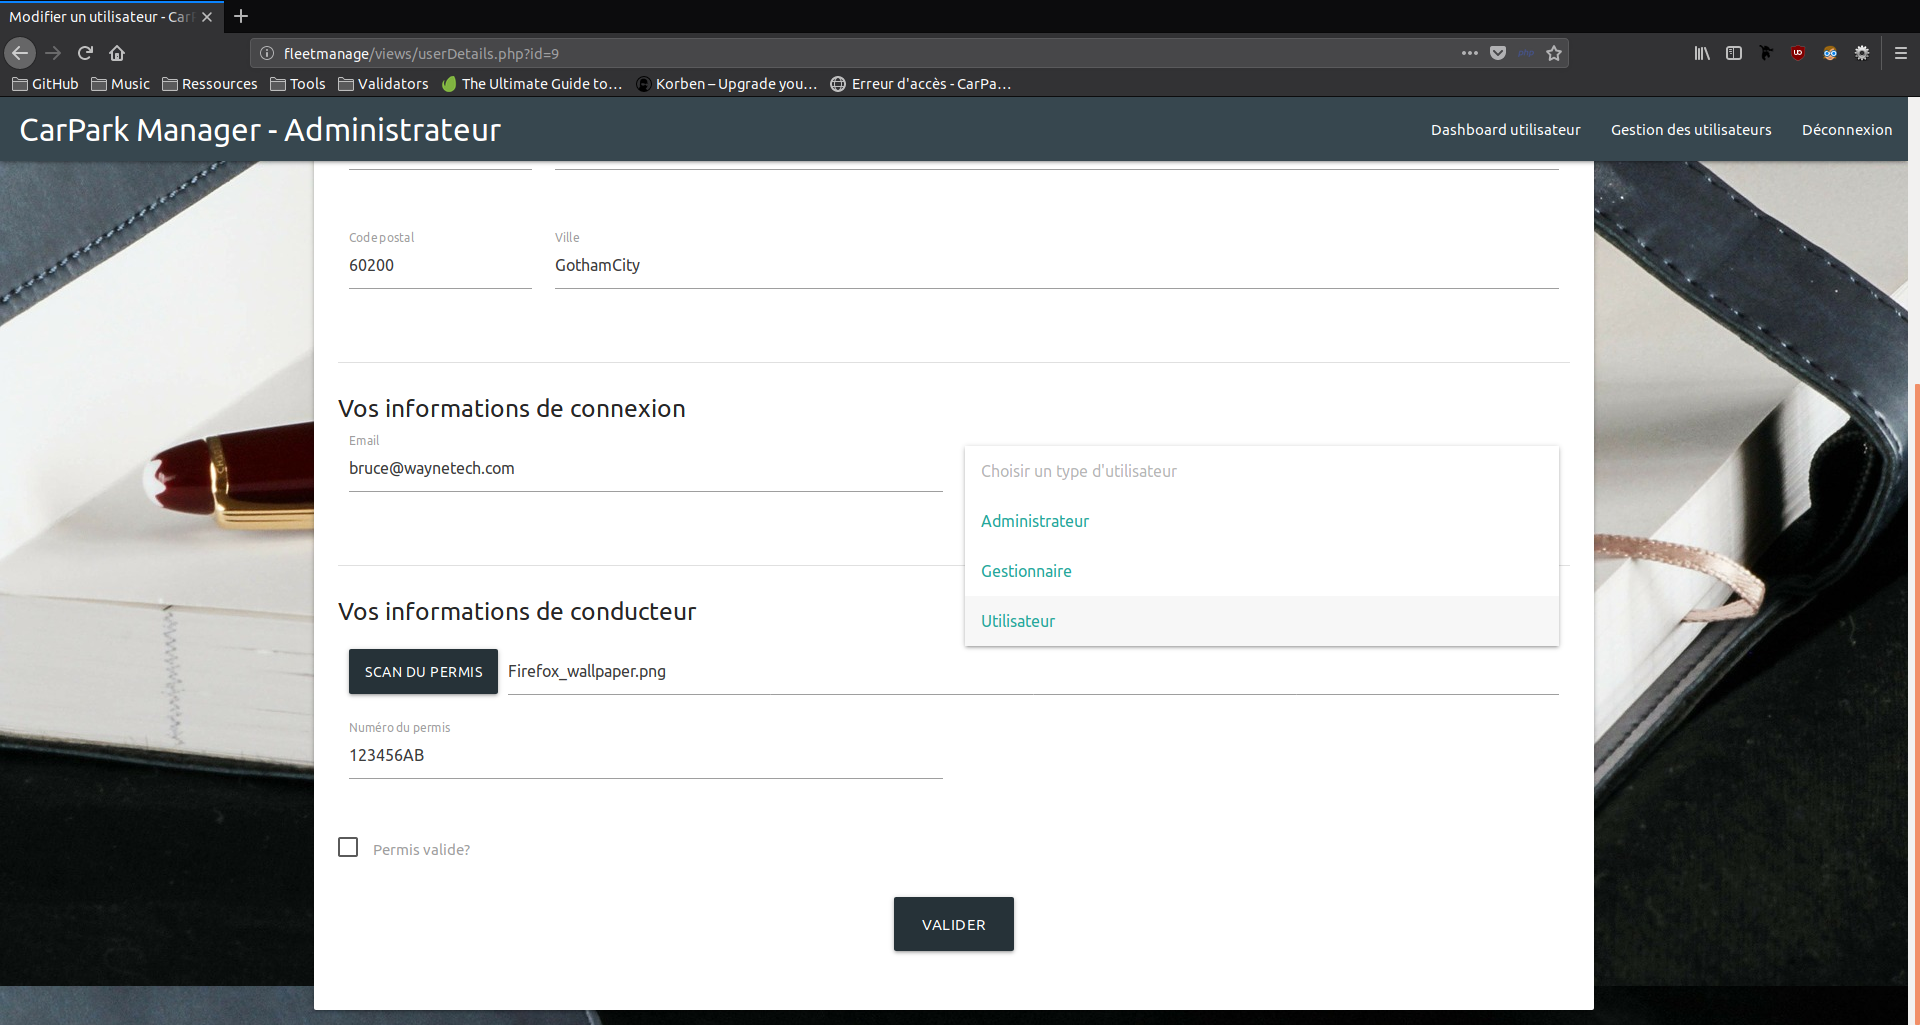 Modifier un utilisateur - Car
fleetmanage/views/userDetails.php?id=9
GitHub Music Ressources Tools Validators The Ultimate Guide to… Korben – Upgrade you… Erreur d'accès - CarPa…
CarPark Manager - Administrateur
Dashboard utilisateur Gestion des utilisateurs Déconnexion
Code postal Ville
60200 GothamCity
Vos informations de connexion
Email
bruce@waynetech.com
Choisir un type d'utilisateur
Administrateur
Gestionnaire
Utilisateur
Vos informations de conducteur
SCAN DU PERMIS Firefox_wallpaper.png
Numéro du permis
123456AB
Permis valide?
VALIDER